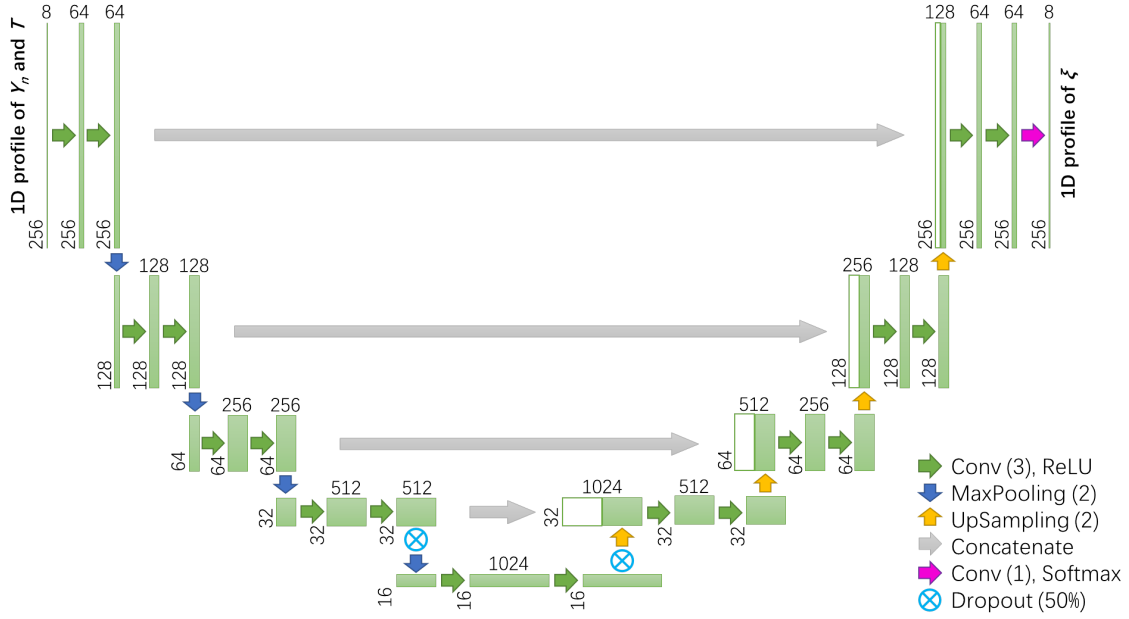 8 64 64
128 64 64 8
1D profile of Yn and T
1D profile of ξ
256 256 256
256 256 256 256
128 128
256 128
128 128 128
128 128 128
256 256
512 256
64 64 64
64 64 64
512 512
1024 512
32 32 32
32 32 32
1024
16 16 16
Conv (3), ReLU
MaxPooling (2)
UpSampling (2)
Concatenate
Conv (1), Softmax
Dropout (50%)